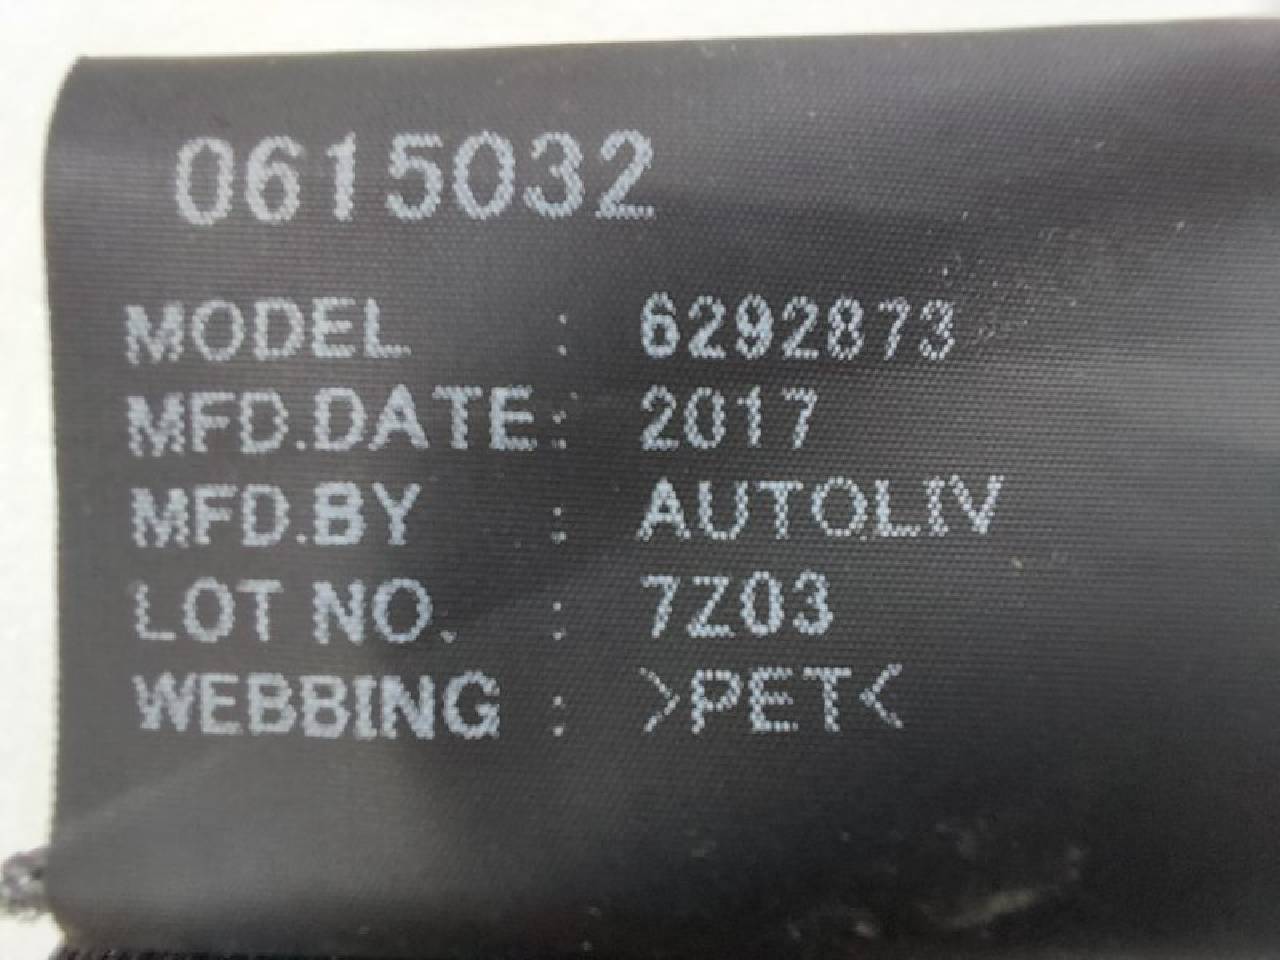 0615032
MODEL : 6292873
MFD.DATE: 2017
MFD.BY : AUTOLIV
LOT NO. : 7Z03
WEBBING : >PET<